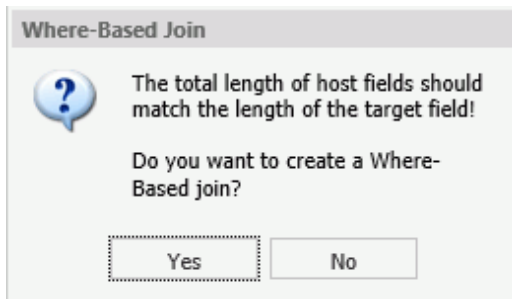 Where-Based Join
The total length of host fields should
match the length of the target field!
Do you want to create a Where-
Based join?
Yes
No